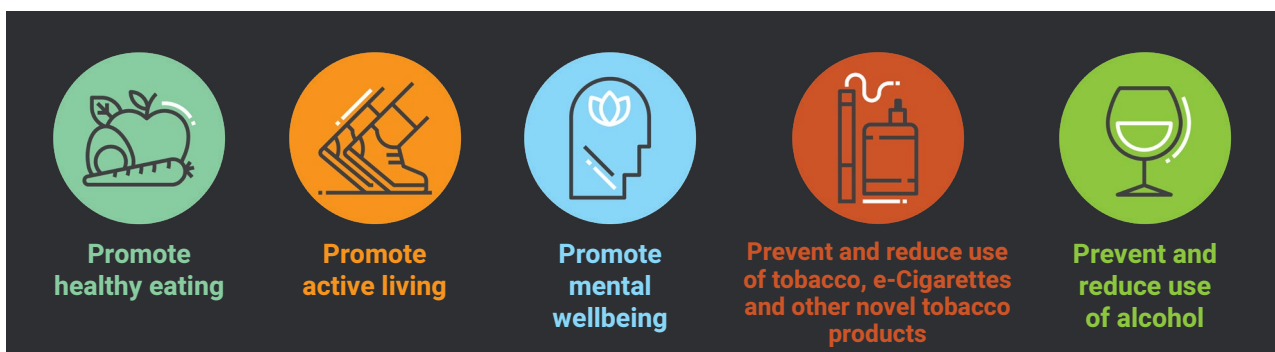 Promote
healthy eating
Promote
active living
Promote
mental
wellbeing
Prevent and reduce use
of tobacco, e-Cigarettes
and other novel tobacco
products
Prevent and
reduce use
of alcohol